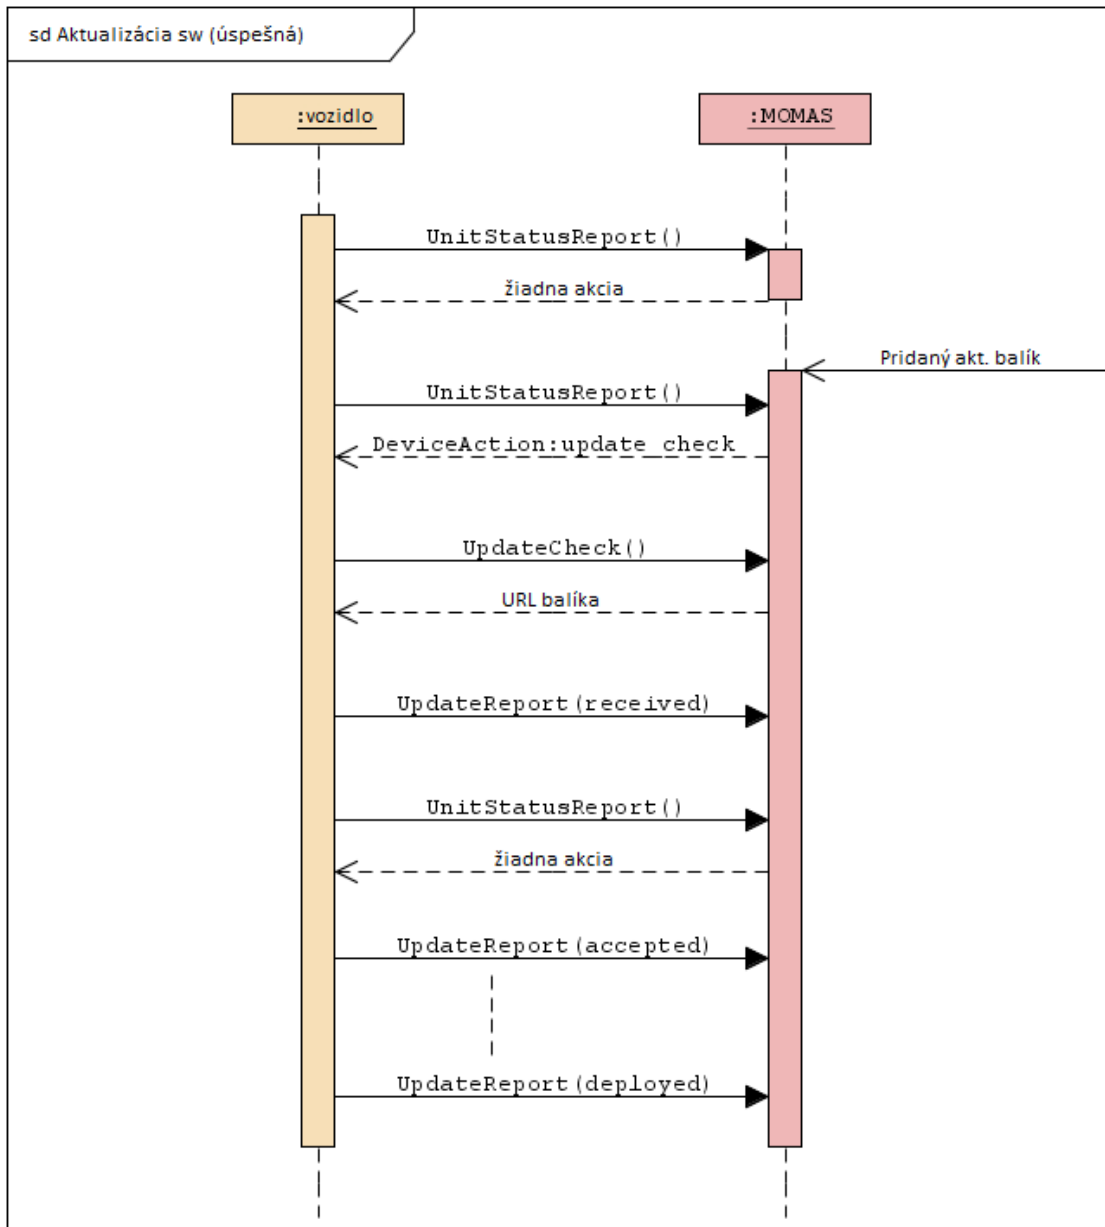 sd Aktualizácia sw (úspešná)
:vozidlo
:MOMAS
UnitStatusReport()
žiadna akcia
Pridaný akt. balík
UnitStatusReport()
DeviceAction:update_check
UpdateCheck()
URL balíka
UpdateReport(received)
UnitStatusReport()
žiadna akcia
UpdateReport(accepted)
UpdateReport(deployed)